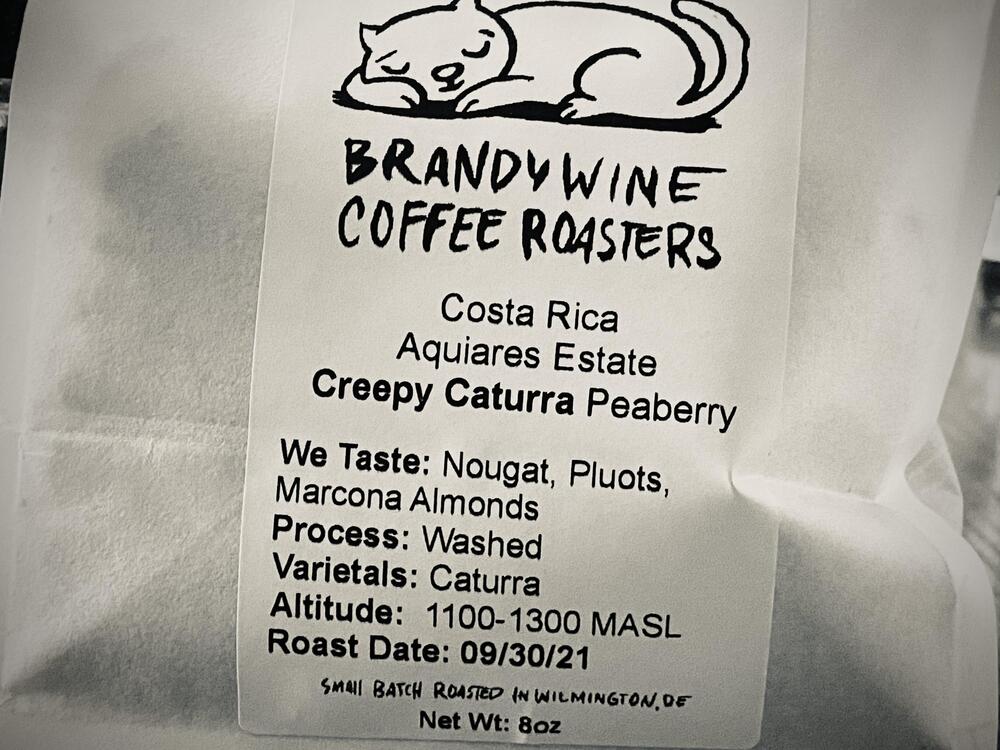 BRANDYWINE
COFFEE ROASTERS
Costa Rica
Aquiares Estate
Creepy Caturra Peaberry
We Taste: Nougat, Pluots,
Marcona Almonds
Process: Washed
Varietals: Caturra
Altitude: 1100-1300 MASL
Roast Date: 09/30/21
SMAll BATCH ROASTED IN WILMINGTON, DE
Net Wt: 8oz